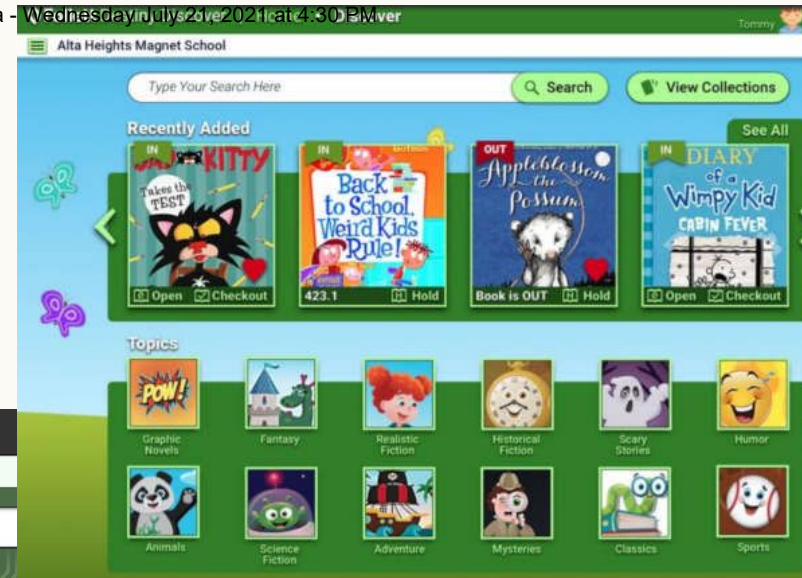 a - Wednesday July 21, 2021 at 4:30 PM
Discover
Tommy
Alta Heights Magnet School
Type Your Search Here
Search
View Collections
Recently Added
See All
IN
IN
OUT
IN
KITTY
Takes the TEST
Back
to School,
Weird Kids
Rule!
Appleblossom
the
Possum
DIARY
of a
Wimpy Kid
CABIN FEVER
Open
Checkout
423.1
Hold
Book is OUT
Hold
Open
Checkout
Topics
POW!
Graphic
Novels
Fantasy
Realistic
Fiction
Historical
Fiction
Scary
Stories
Humor
Animals
Science
Fiction
Adventure
Mysteries
Classics
Sports